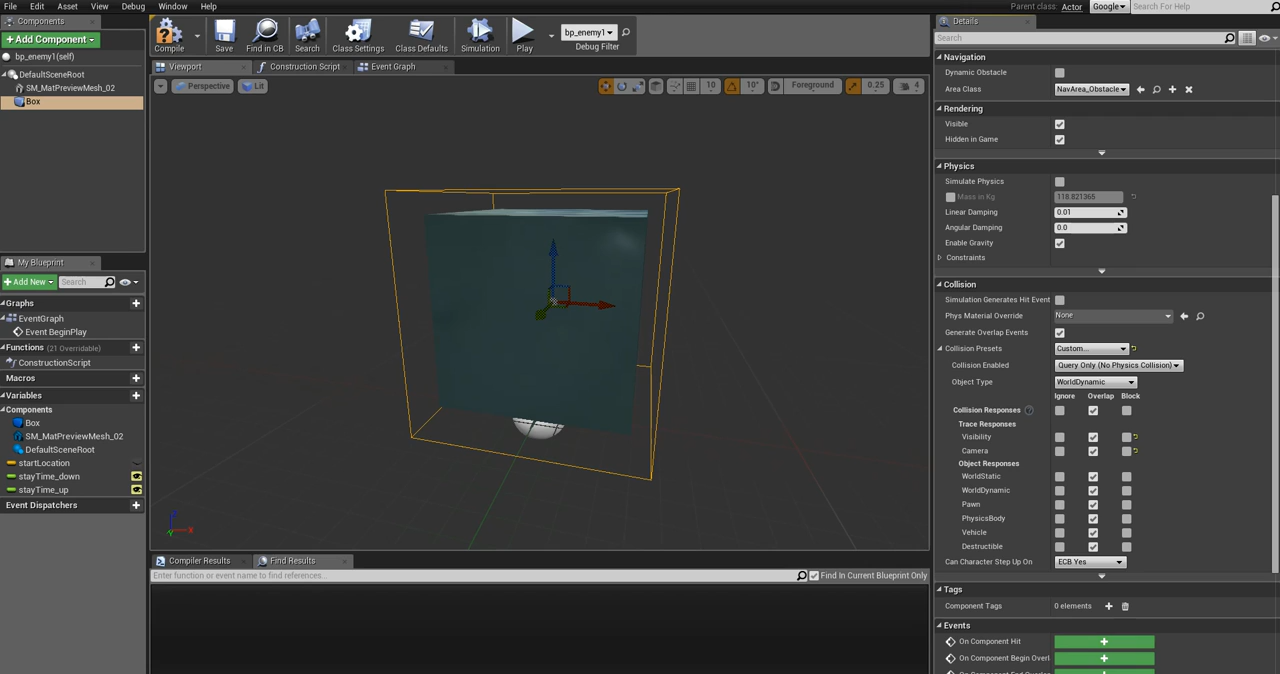 File Edit Asset View Debug Window Help
Parent class: Actor Google Search For Help
Components
+Add Component
bp_enemy1(self)
DefaultSceneRoot
SM_MatPreviewMesh_02
Box
Compile Save Find in CB Search Class Settings Class Defaults Simulation Play bp_enemy1
Debug Filter
Viewport Construction Script Event Graph
Perspective Lit
10 10° Foreground 0.25 4
Z
X
My Blueprint
+Add New Search
Graphs
EventGraph
Event BeginPlay
Functions (21 Overridable)
ConstructionScript
Macros
Variables
Components
Box
SM_MatPreviewMesh_02
DefaultSceneRoot
startLocation
stayTime_down
stayTime_up
Event Dispatchers
Compiler Results Find Results
Enter function or event name to find references...
Find In Current Blueprint Only
Details
Search
Navigation
Dynamic Obstacle
Area Class NavArea_Obstacle
Rendering
Visible
Hidden in Game
Physics
Simulate Physics
Mass in Kg 118.821365
Linear Damping 0.01
Angular Damping 0.0
Enable Gravity
Constraints
Collision
Simulation Generates Hit Event
Phys Material Override None
Generate Overlap Events
Collision Presets Custom...
Collision Enabled Query Only (No Physics Collision)
Object Type WorldDynamic
Ignore Overlap Block
Collision Responses ?
Trace Responses
Visibility
Camera
Object Responses
WorldStatic
WorldDynamic
Pawn
PhysicsBody
Vehicle
Destructible
Can Character Step Up On ECB Yes
Tags
Component Tags 0 elements
Events
On Component Hit +
On Component Begin Overl +